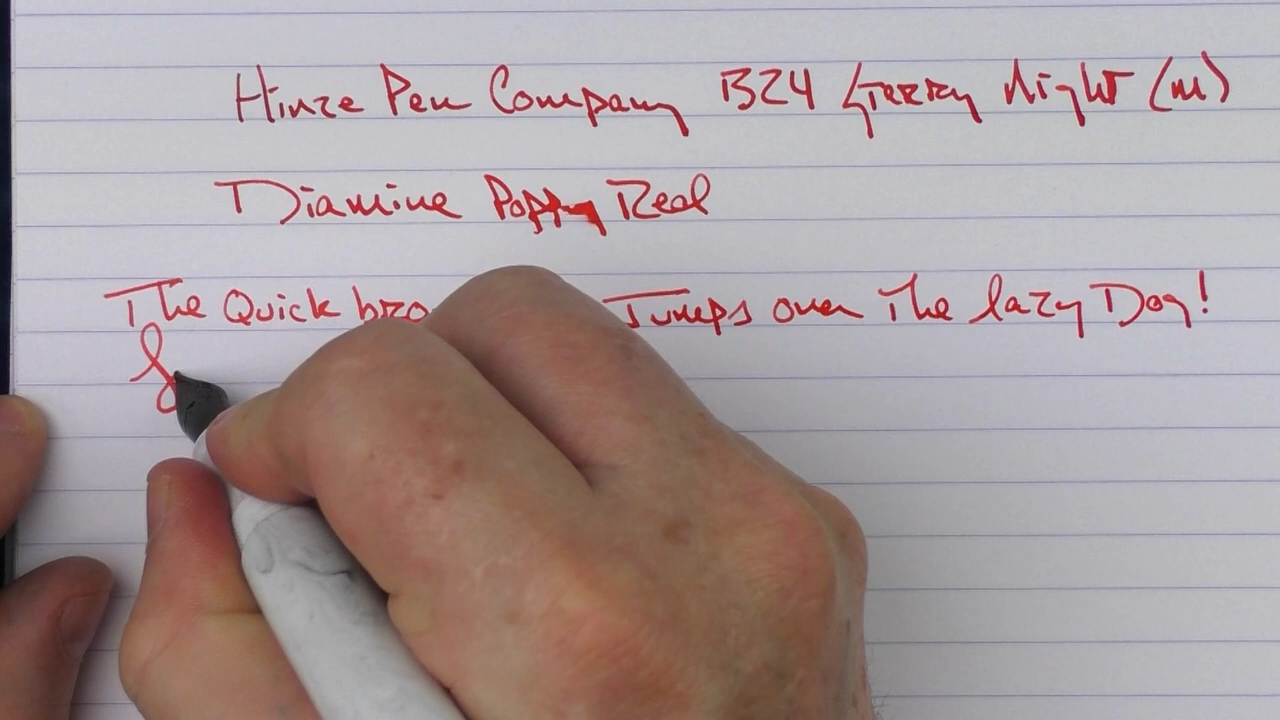 Hinze Pen Company B24 Starry Night (m)
Diamine Poppy Red
The Quick bro Jumps over The lazy Dog!